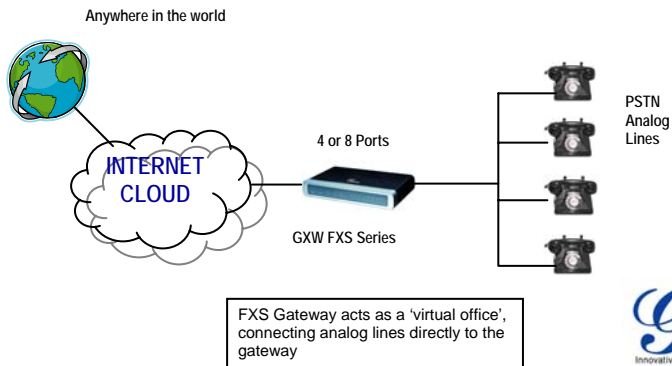 Anywhere in the world
INTERNET
CLOUD
4 or 8 Ports
GXW FXS Series
PSTN
Analog
Lines
FXS Gateway acts as a ‘virtual office’,
connecting analog lines directly to the
gateway
Innovative